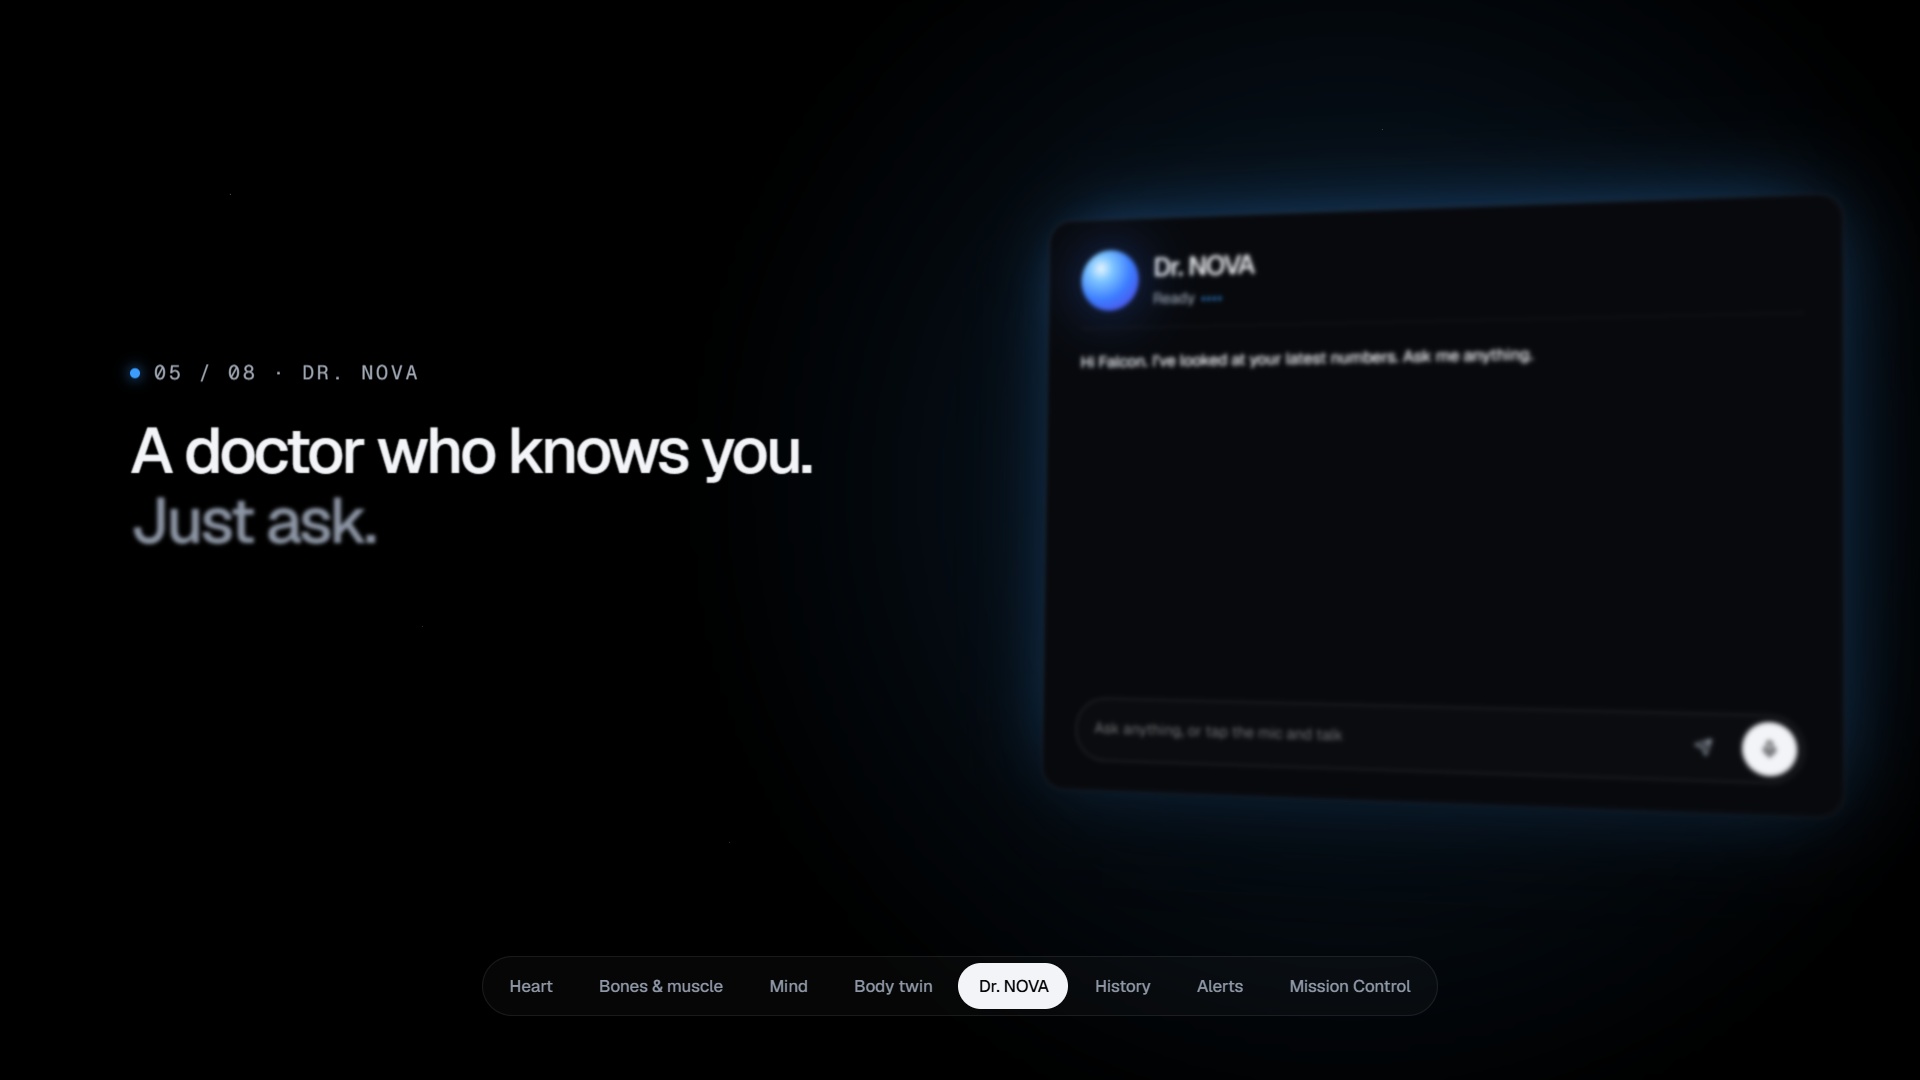 05 / 08 · DR. NOVA
A doctor who knows you.
Just ask.
Dr. NOVA
Ready
Hi Falcon. I've looked at your latest numbers. Ask me anything.
Ask anything, or tap the mic and talk
Heart
Bones & muscle
Mind
Body twin
Dr. NOVA
History
Alerts
Mission Control